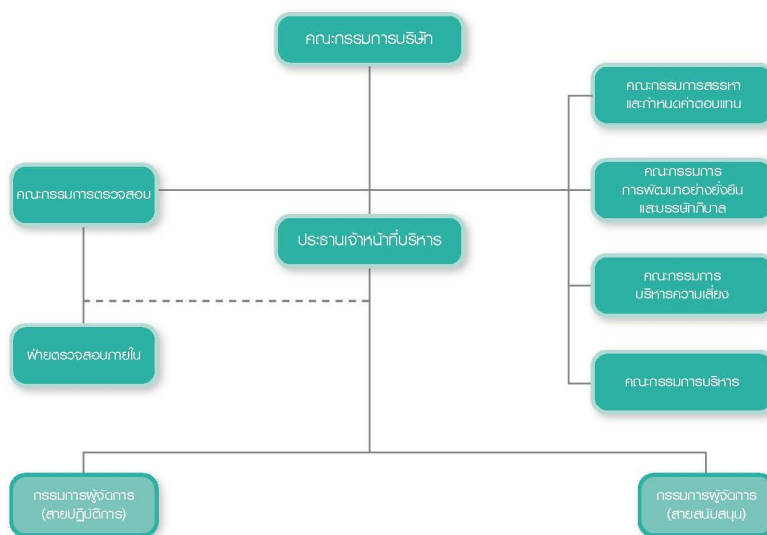 คณะกรรมการบริษัท
คณะกรรมการสรรหา
และกำหนดค่าตอบแทน
คณะกรรมการตรวจสอบ
คณะกรรมการ
การพัฒนาอย่างยั่งยืน
และบรรษัทภิบาล
ประธานเจ้าหน้าที่บริหาร
คณะกรรมการ
บริหารความเสี่ยง
ฝ่ายตรวจสอบภายใน
คณะกรรมการบริหาร
กรรมการผู้จัดการ
(สายปฏิบัติการ)
กรรมการผู้จัดการ
(สายสนับสนุน)